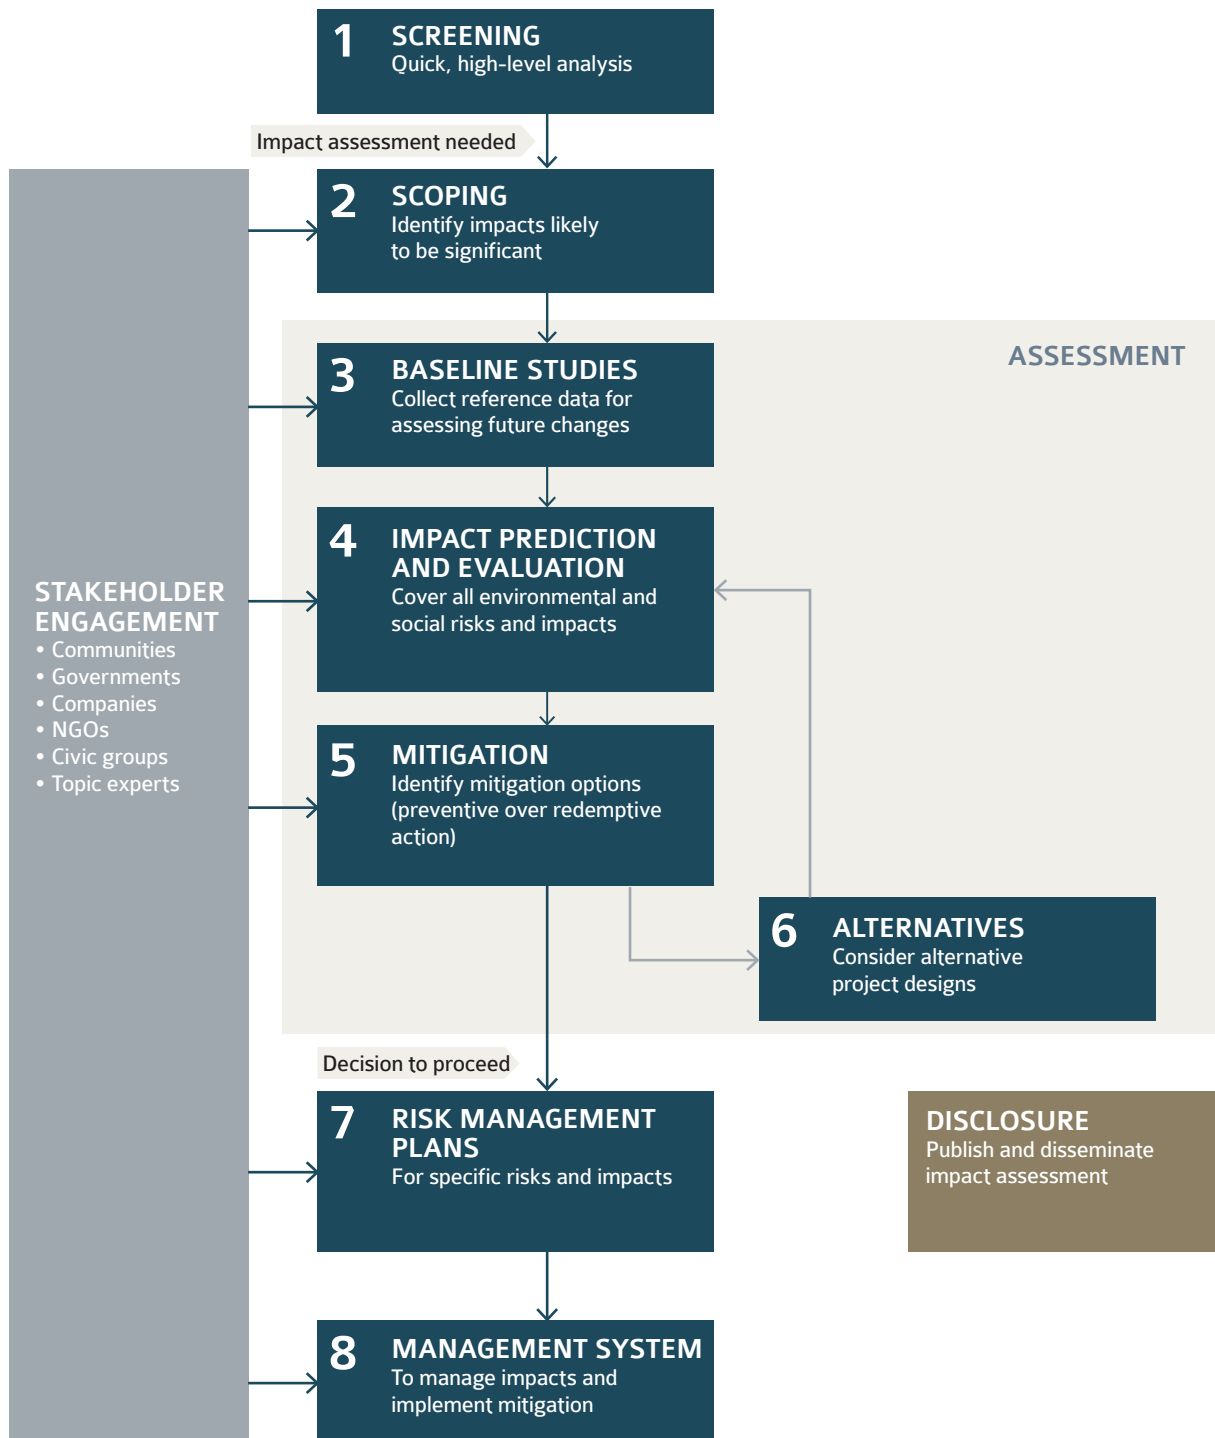 1
SCREENING
Quick, high-level analysis
Impact assessment needed
2
SCOPING
Identify impacts likely
to be significant
ASSESSMENT
3
BASELINE STUDIES
Collect reference data for
assessing future changes
4
IMPACT PREDICTION
AND EVALUATION
Cover all environmental and
social risks and impacts
STAKEHOLDER
ENGAGEMENT
• Communities
• Governments
• Companies
• NGOs
• Civic groups
• Topic experts
5
MITIGATION
Identify mitigation options
(preventive over redemptive
action)
6
ALTERNATIVES
Consider alternative
project designs
Decision to proceed
7
RISK MANAGEMENT
PLANS
For specific risks and impacts
DISCLOSURE
Publish and disseminate
impact assessment
8
MANAGEMENT SYSTEM
To manage impacts and
implement mitigation